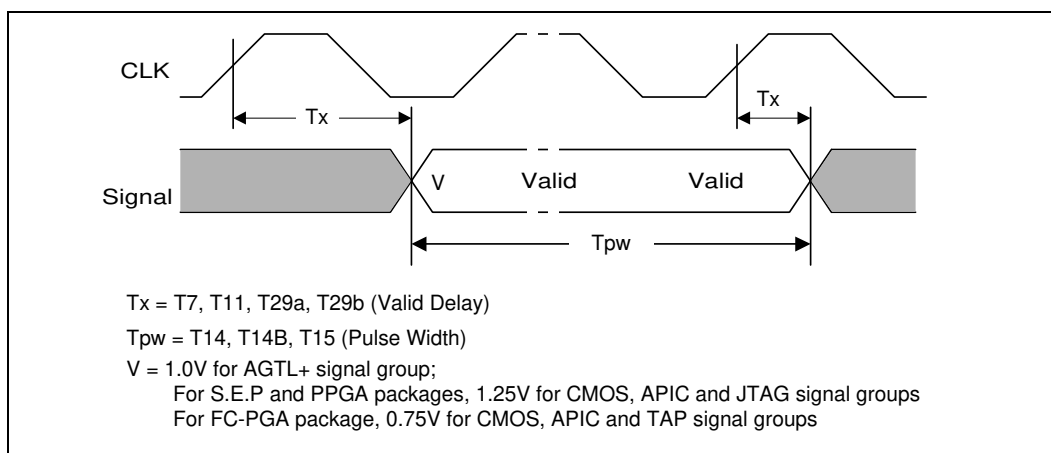 CLK
Tx
Tx
Signal
V
Valid
Valid
Tpw
Tx = T7, T11, T29a, T29b (Valid Delay)
Tpw = T14, T14B, T15 (Pulse Width)
V = 1.0V for AGTL+ signal group;
For S.E.P and PPGA packages, 1.25V for CMOS, APIC and JTAG signal groups
For FC-PGA package, 0.75V for CMOS, APIC and TAP signal groups